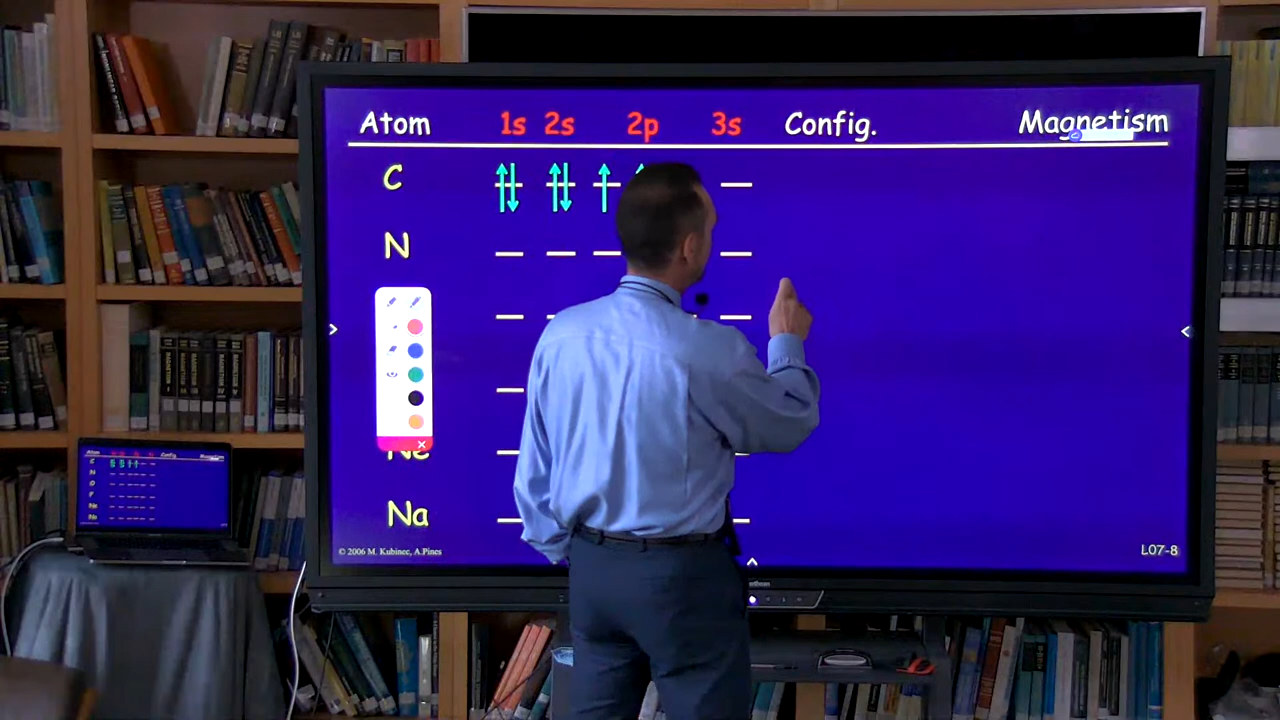 Atom 1s 2s 2p 3s Config. Magnetism
C
N
Ne
Na
© 2006 M. Kubinec, A.Pines
L07-8